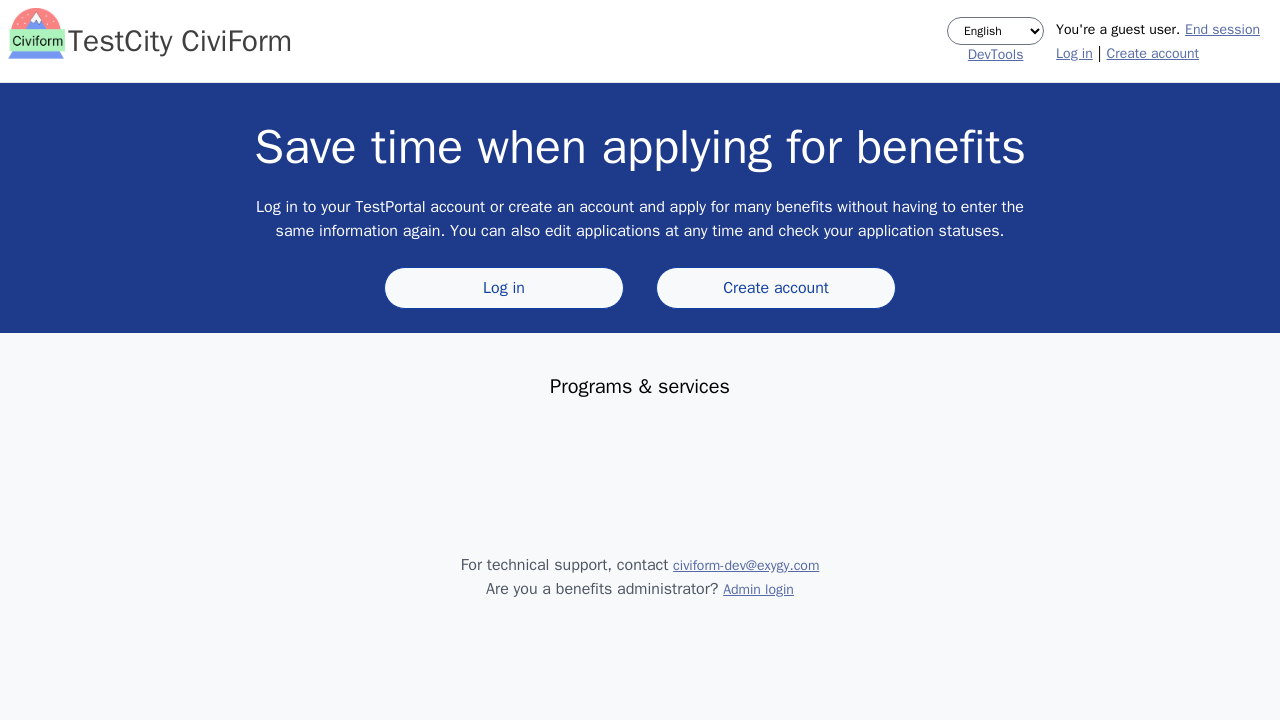 Civiform
TestCity CiviForm
English
DevTools
You're a guest user. End session
Log in | Create account
Save time when applying for benefits
Log in to your TestPortal account or create an account and apply for many benefits without having to enter the
same information again. You can also edit applications at any time and check your application statuses.
Log in
Create account
Programs & services
For technical support, contact civiform-dev@exygy.com
Are you a benefits administrator? Admin login